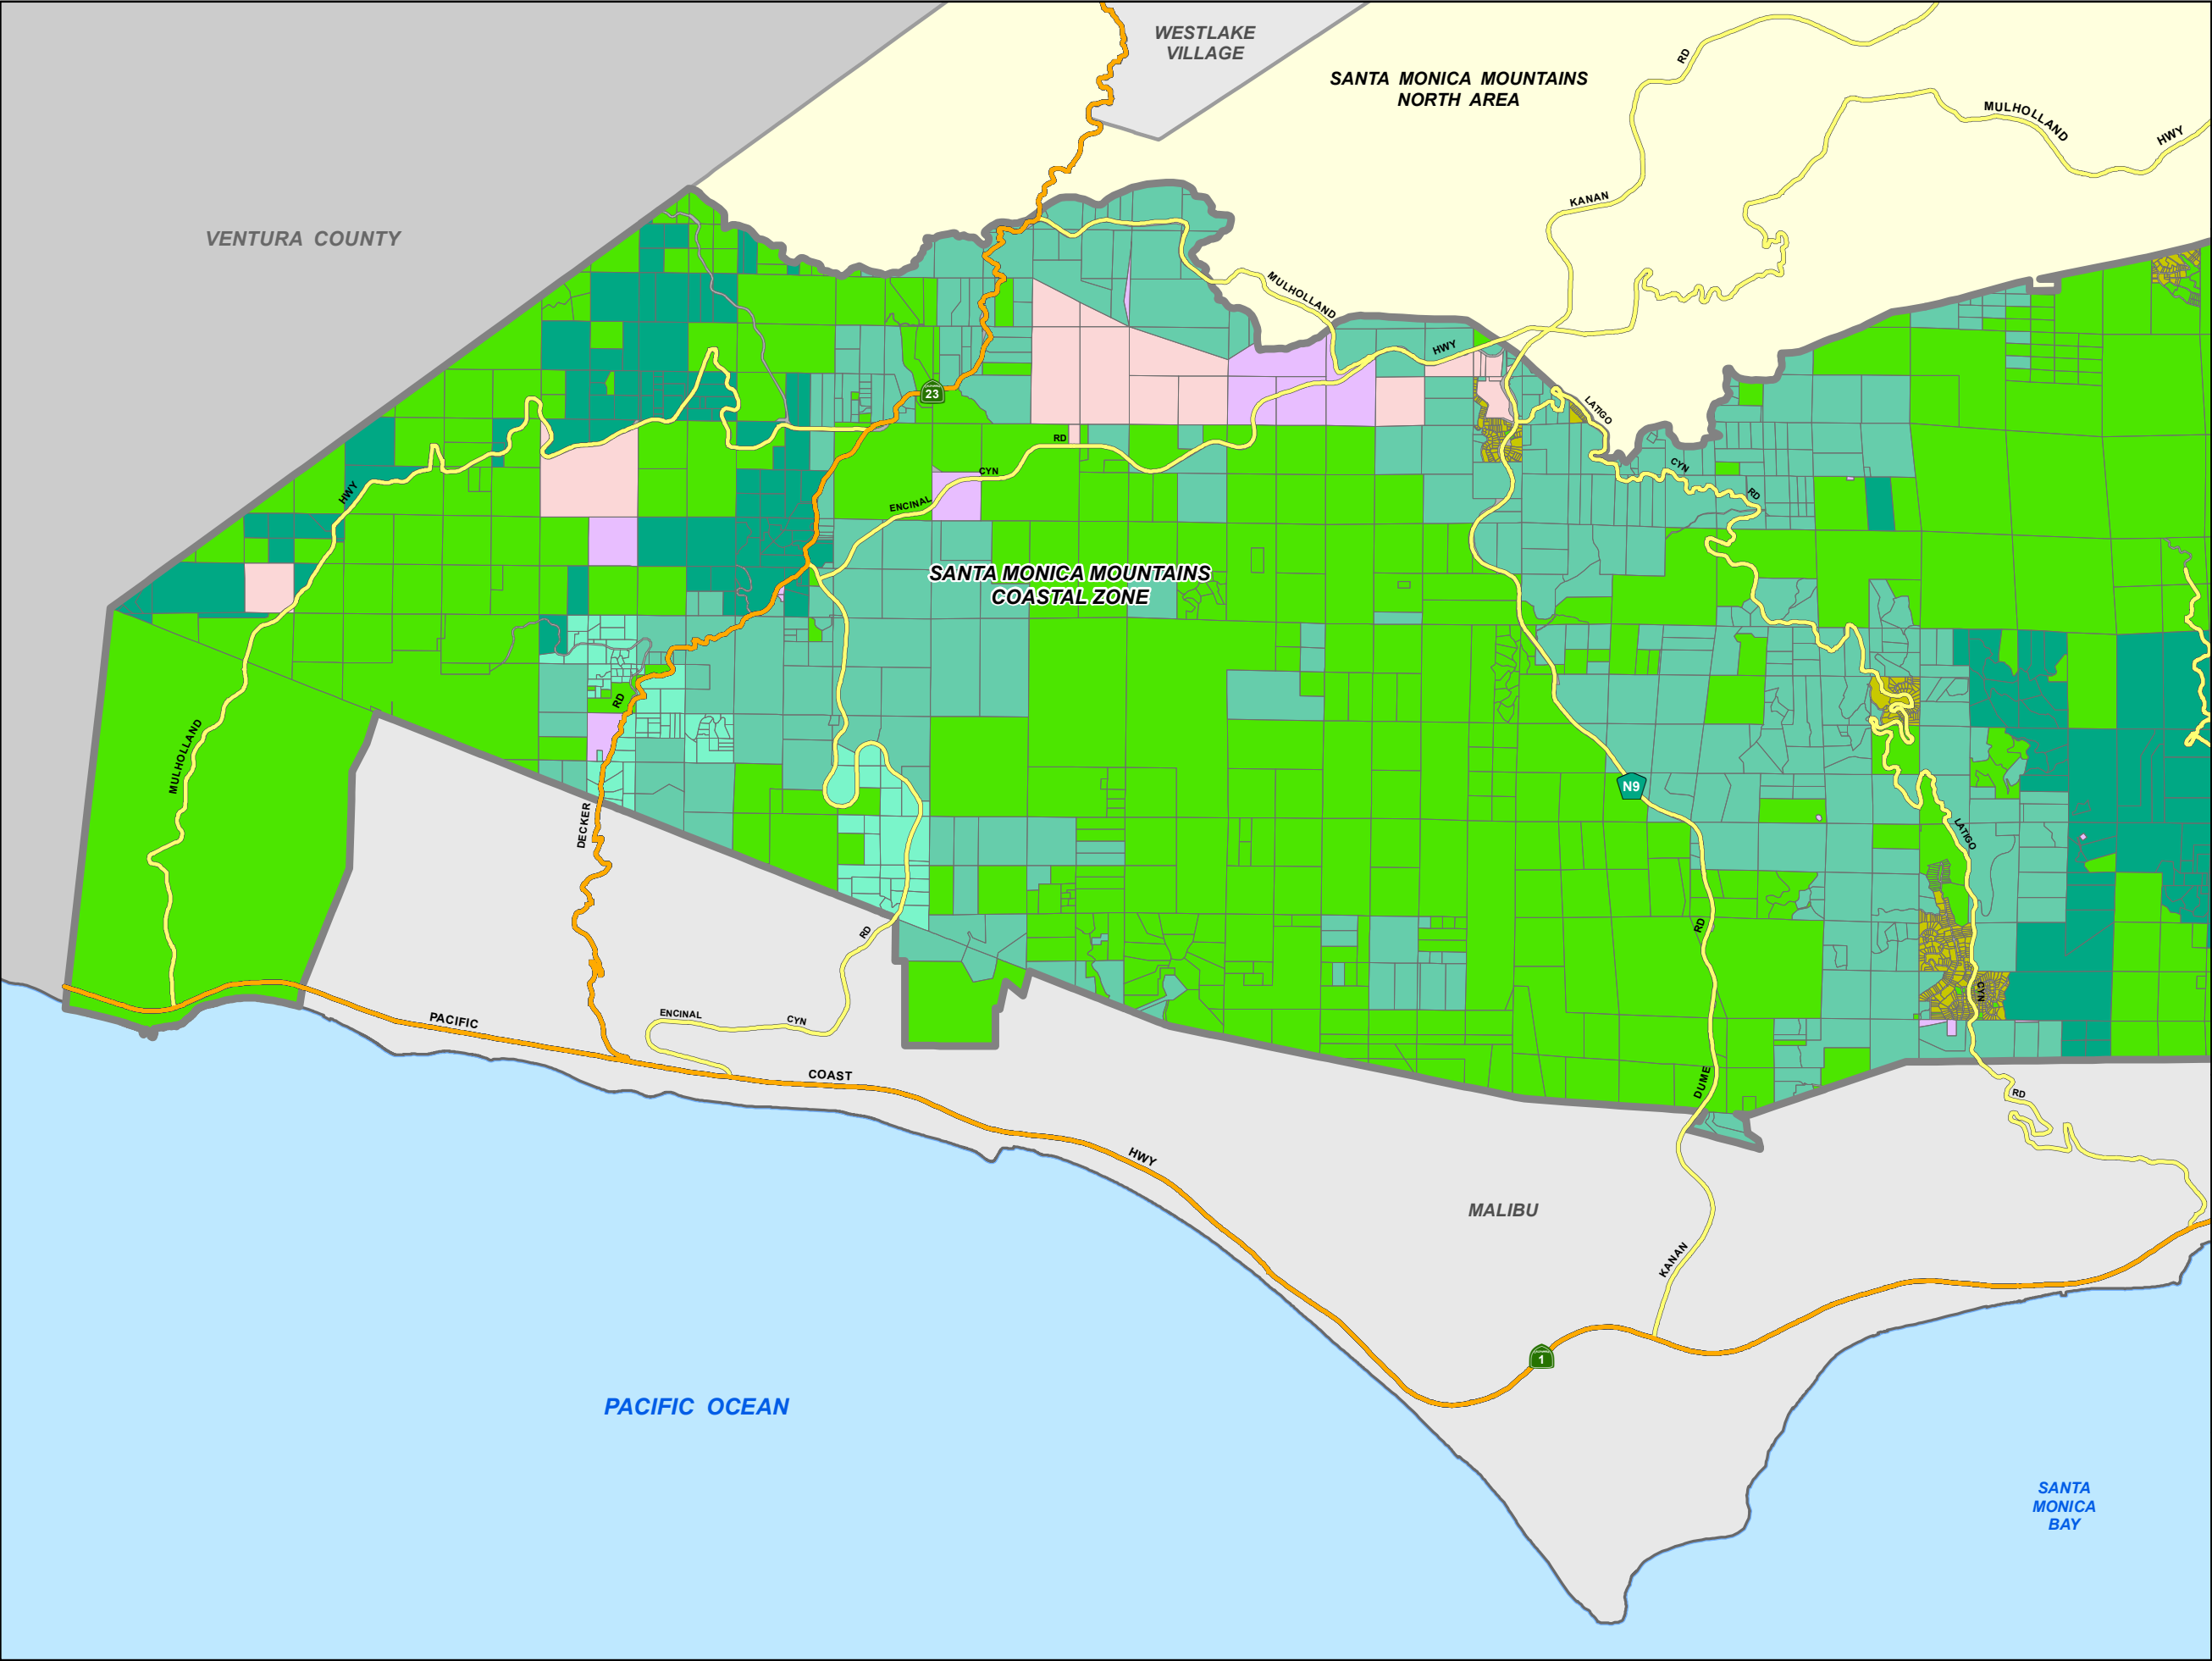 WESTLAKE
VILLAGE
SANTA MONICA MOUNTAINS
NORTH AREA
RD
MULHOLLAND
HWY
KANAN
VENTURA COUNTY
MULHOLLAND
HWY
23
LATIGO
RD
CYN
CYN
RD
HWY
ENCINAL
SANTA MONICA MOUNTAINS
COASTAL ZONE
RD
MULHOLLAND
N9
DECKER
LATIGO
RD
RD
CYN
ENCINAL
CYN
PACIFIC
COAST
DUME
RD
HWY
MALIBU
KANAN
1
PACIFIC OCEAN
SANTA
MONICA
BAY